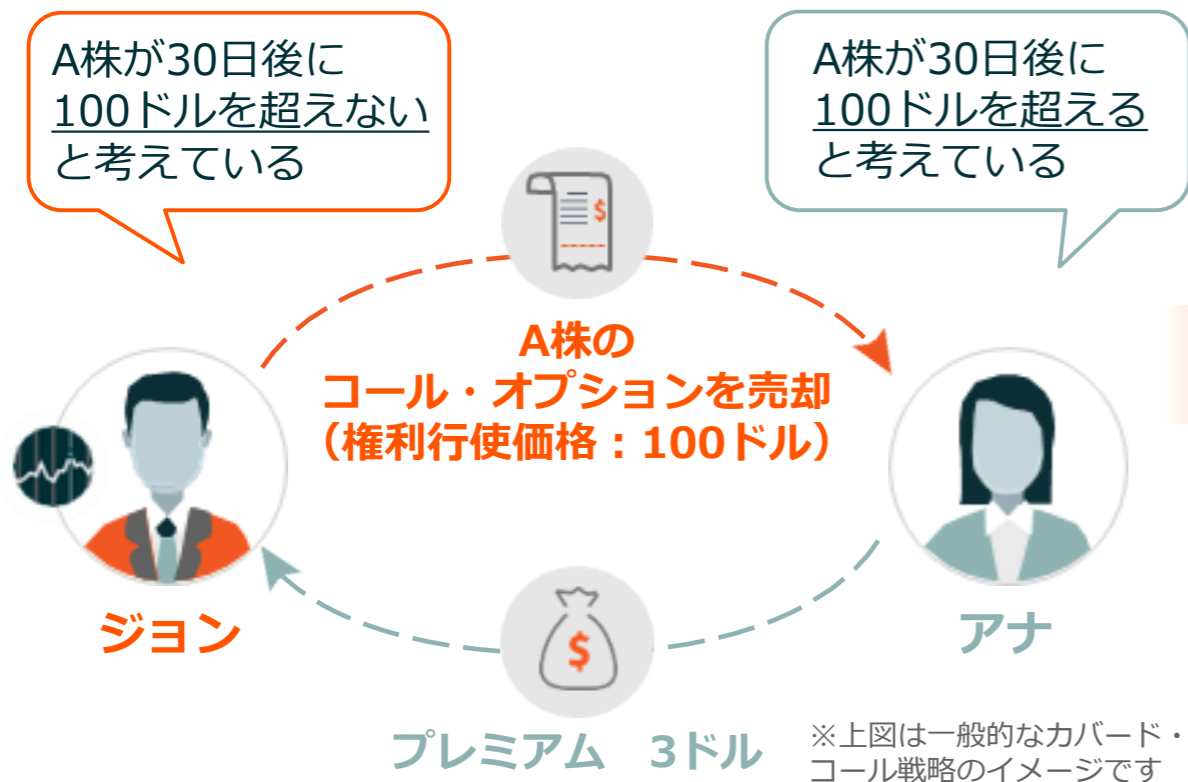 A株が30日後に
100ドルを超えない
と考えている
A株が30日後に
100ドルを超える
と考えている
$
A株の
コール・オプションを売却
（権利行使価格：100ドル）
ジョン
アナ
$
プレミアム　3ドル
※上図は一般的なカバード・
コール戦略のイメージです